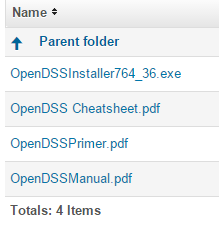 Name
Parent folder
OpenDSSInstaller764_36.exe
OpenDSS Cheatsheet.pdf
OpenDSSPrimer.pdf
OpenDSSManual.pdf
Totals: 4 Items